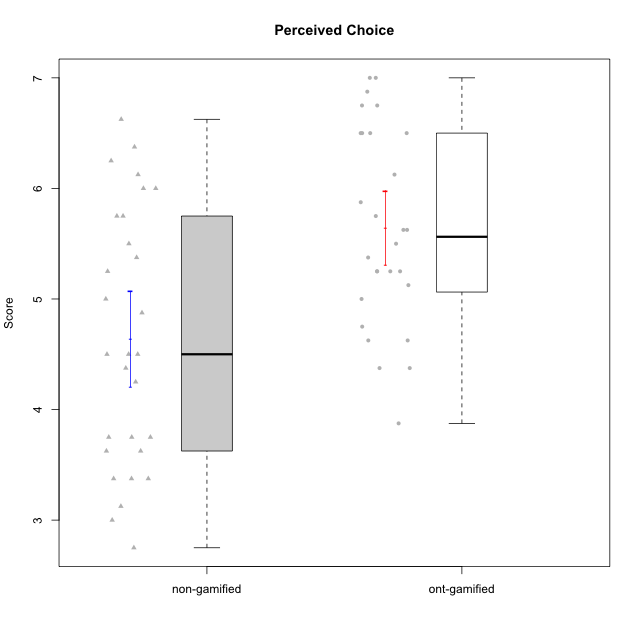 Perceived Choice
7
6
5
4
3
Score
non-gamified
ont-gamified